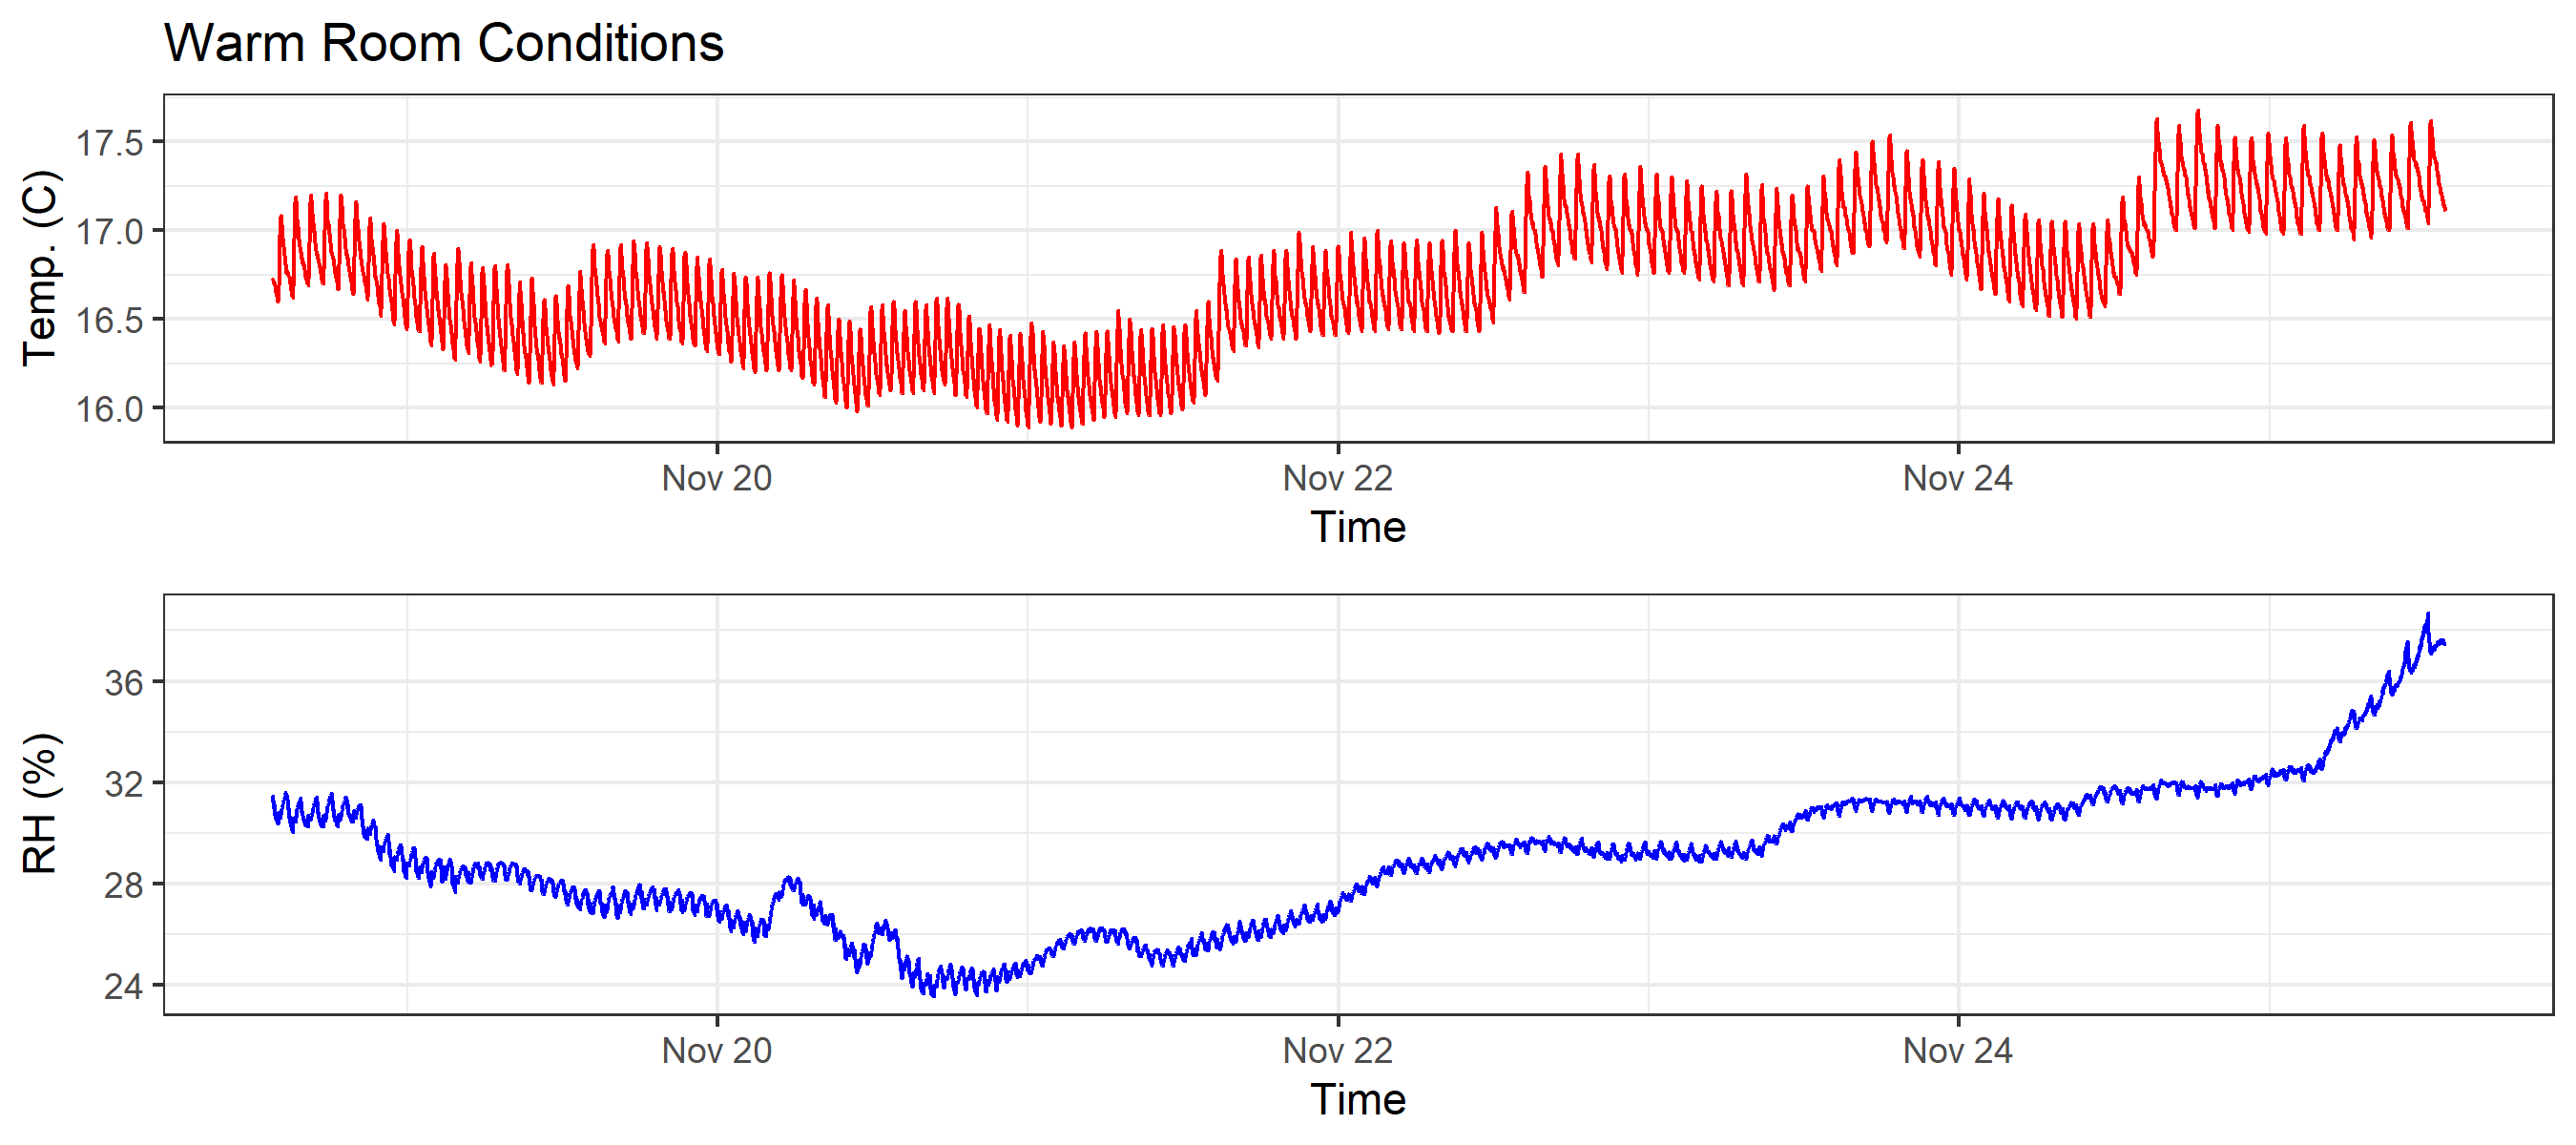 Warm Room Conditions
Temp. (C)
17.5
17.0
16.5
16.0
Nov 20 Nov 22 Nov 24
Time
RH (%)
36
32
28
24
Nov 20 Nov 22 Nov 24
Time